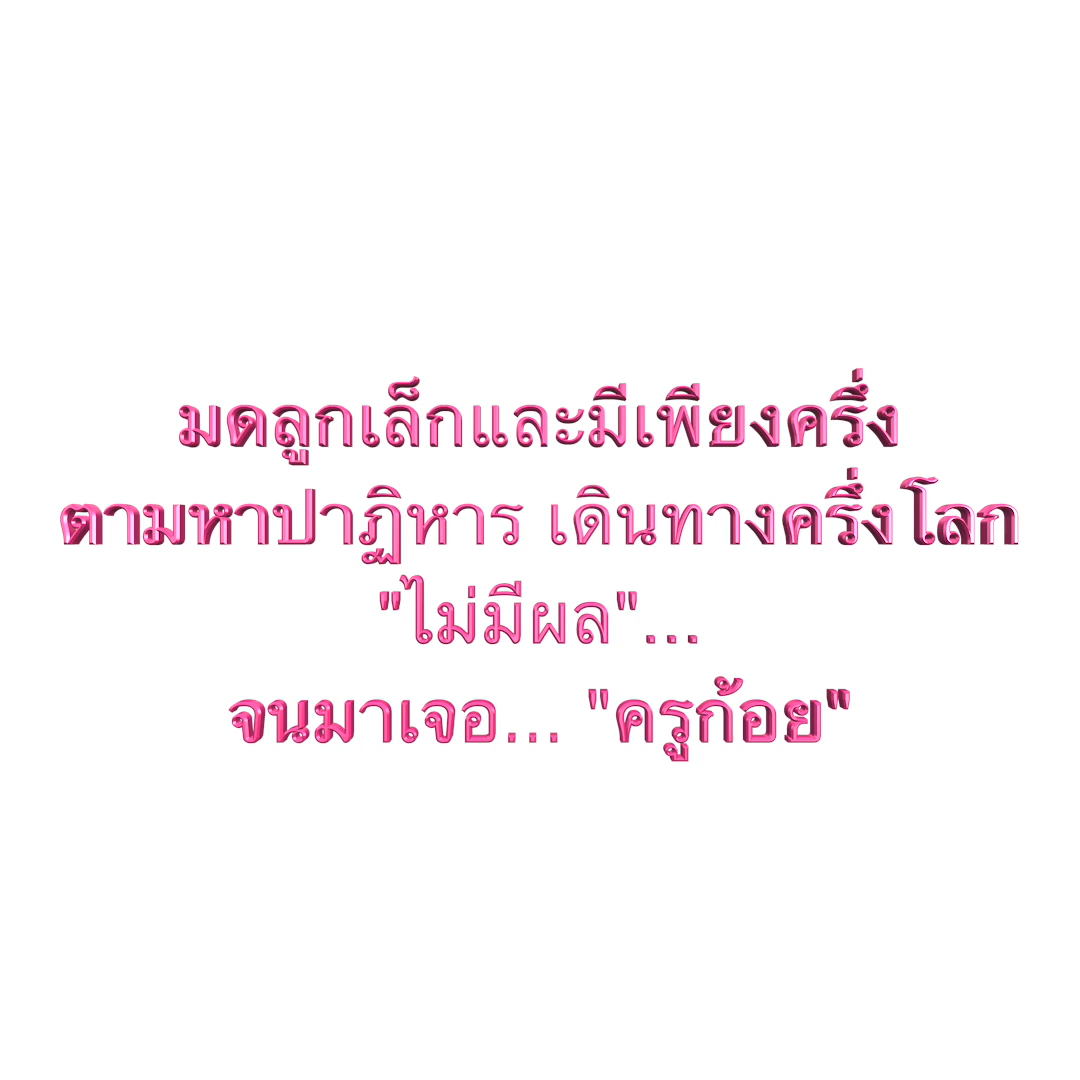 มดลูกเล็กและมีเพียงครึ่ง
ตามหาปาฏิหาร เดินทางครึ่งโลก
"ไม่มีผล"...
จนมาเจอ... "ครูก้อย"